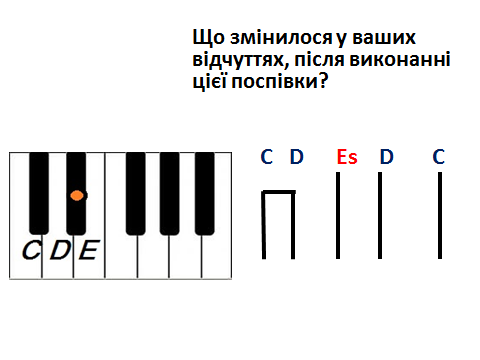 Що змінилося у ваших
відчуттях, після виконанні
цієї поспівки?
C D Es D C
C D E